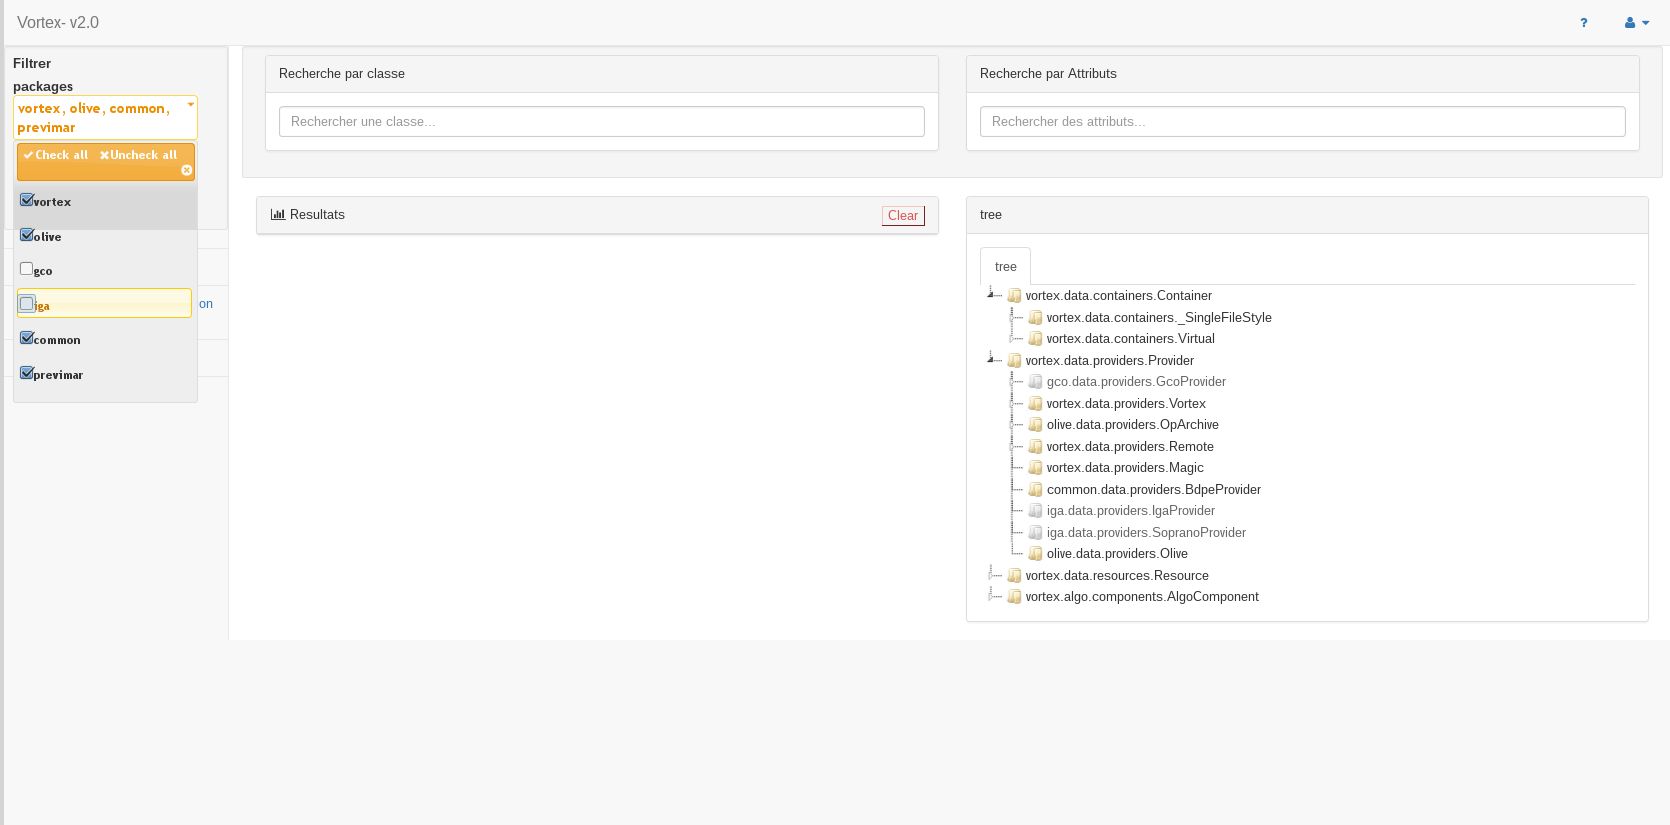 Vortex- v2.0
?
Filtrer
packages
vortex, olive, common,
previmar
Check all Uncheck all
vortex
olive
gco
iga
on
common
previmar
Recherche par classe
Rechercher une classe...
Recherche par Attributs
Rechercher des attributs...
Resultats
Clear
tree
tree
vortex.data.containers.Container
vortex.data.containers._SingleFileStyle
vortex.data.containers.Virtual
vortex.data.providers.Provider
gco.data.providers.GcoProvider
vortex.data.providers.Vortex
olive.data.providers.OpArchive
vortex.data.providers.Remote
vortex.data.providers.Magic
common.data.providers.BdpeProvider
iga.data.providers.IgaProvider
iga.data.providers.SopranoProvider
olive.data.providers.Olive
vortex.data.resources.Resource
vortex.algo.components.AlgoComponent